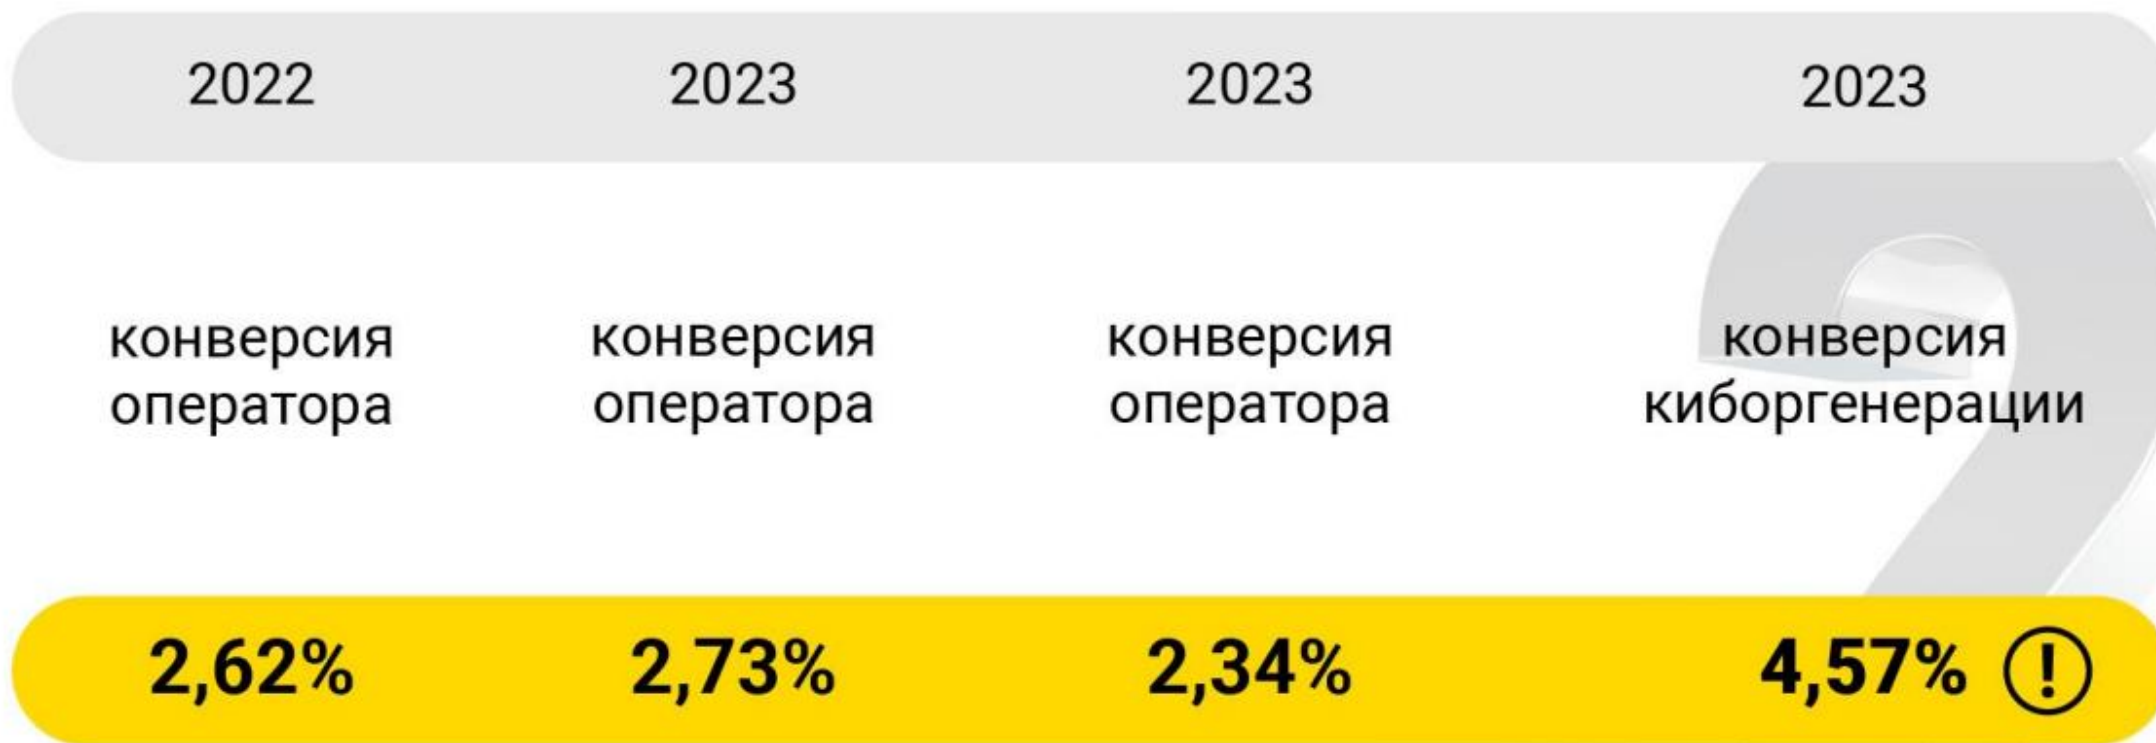 2022 2023 2023 2023
конверсия конверсия конверсия конверсия
оператора оператора оператора киборгенерации
2,62% 2,73% 2,34% 4,57% !